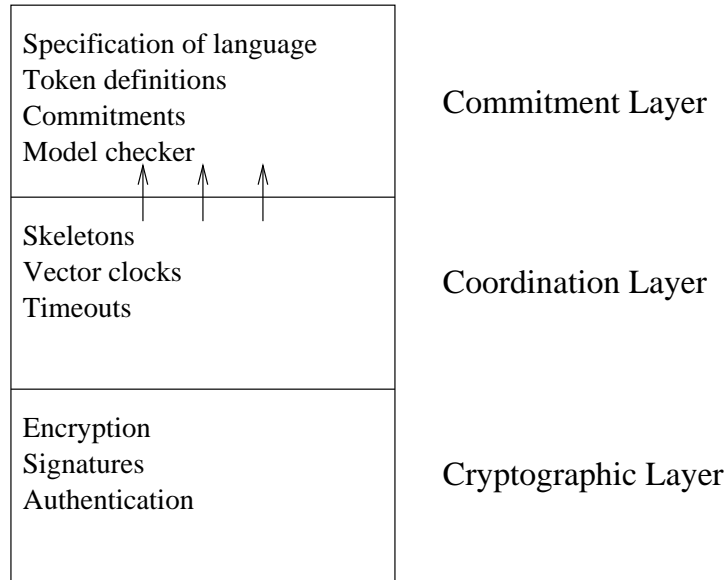 Specification of language
Token definitions
Commitments
Model checker
Commitment Layer
Skeletons
Vector clocks
Timeouts
Coordination Layer
Encryption
Signatures
Authentication
Cryptographic Layer